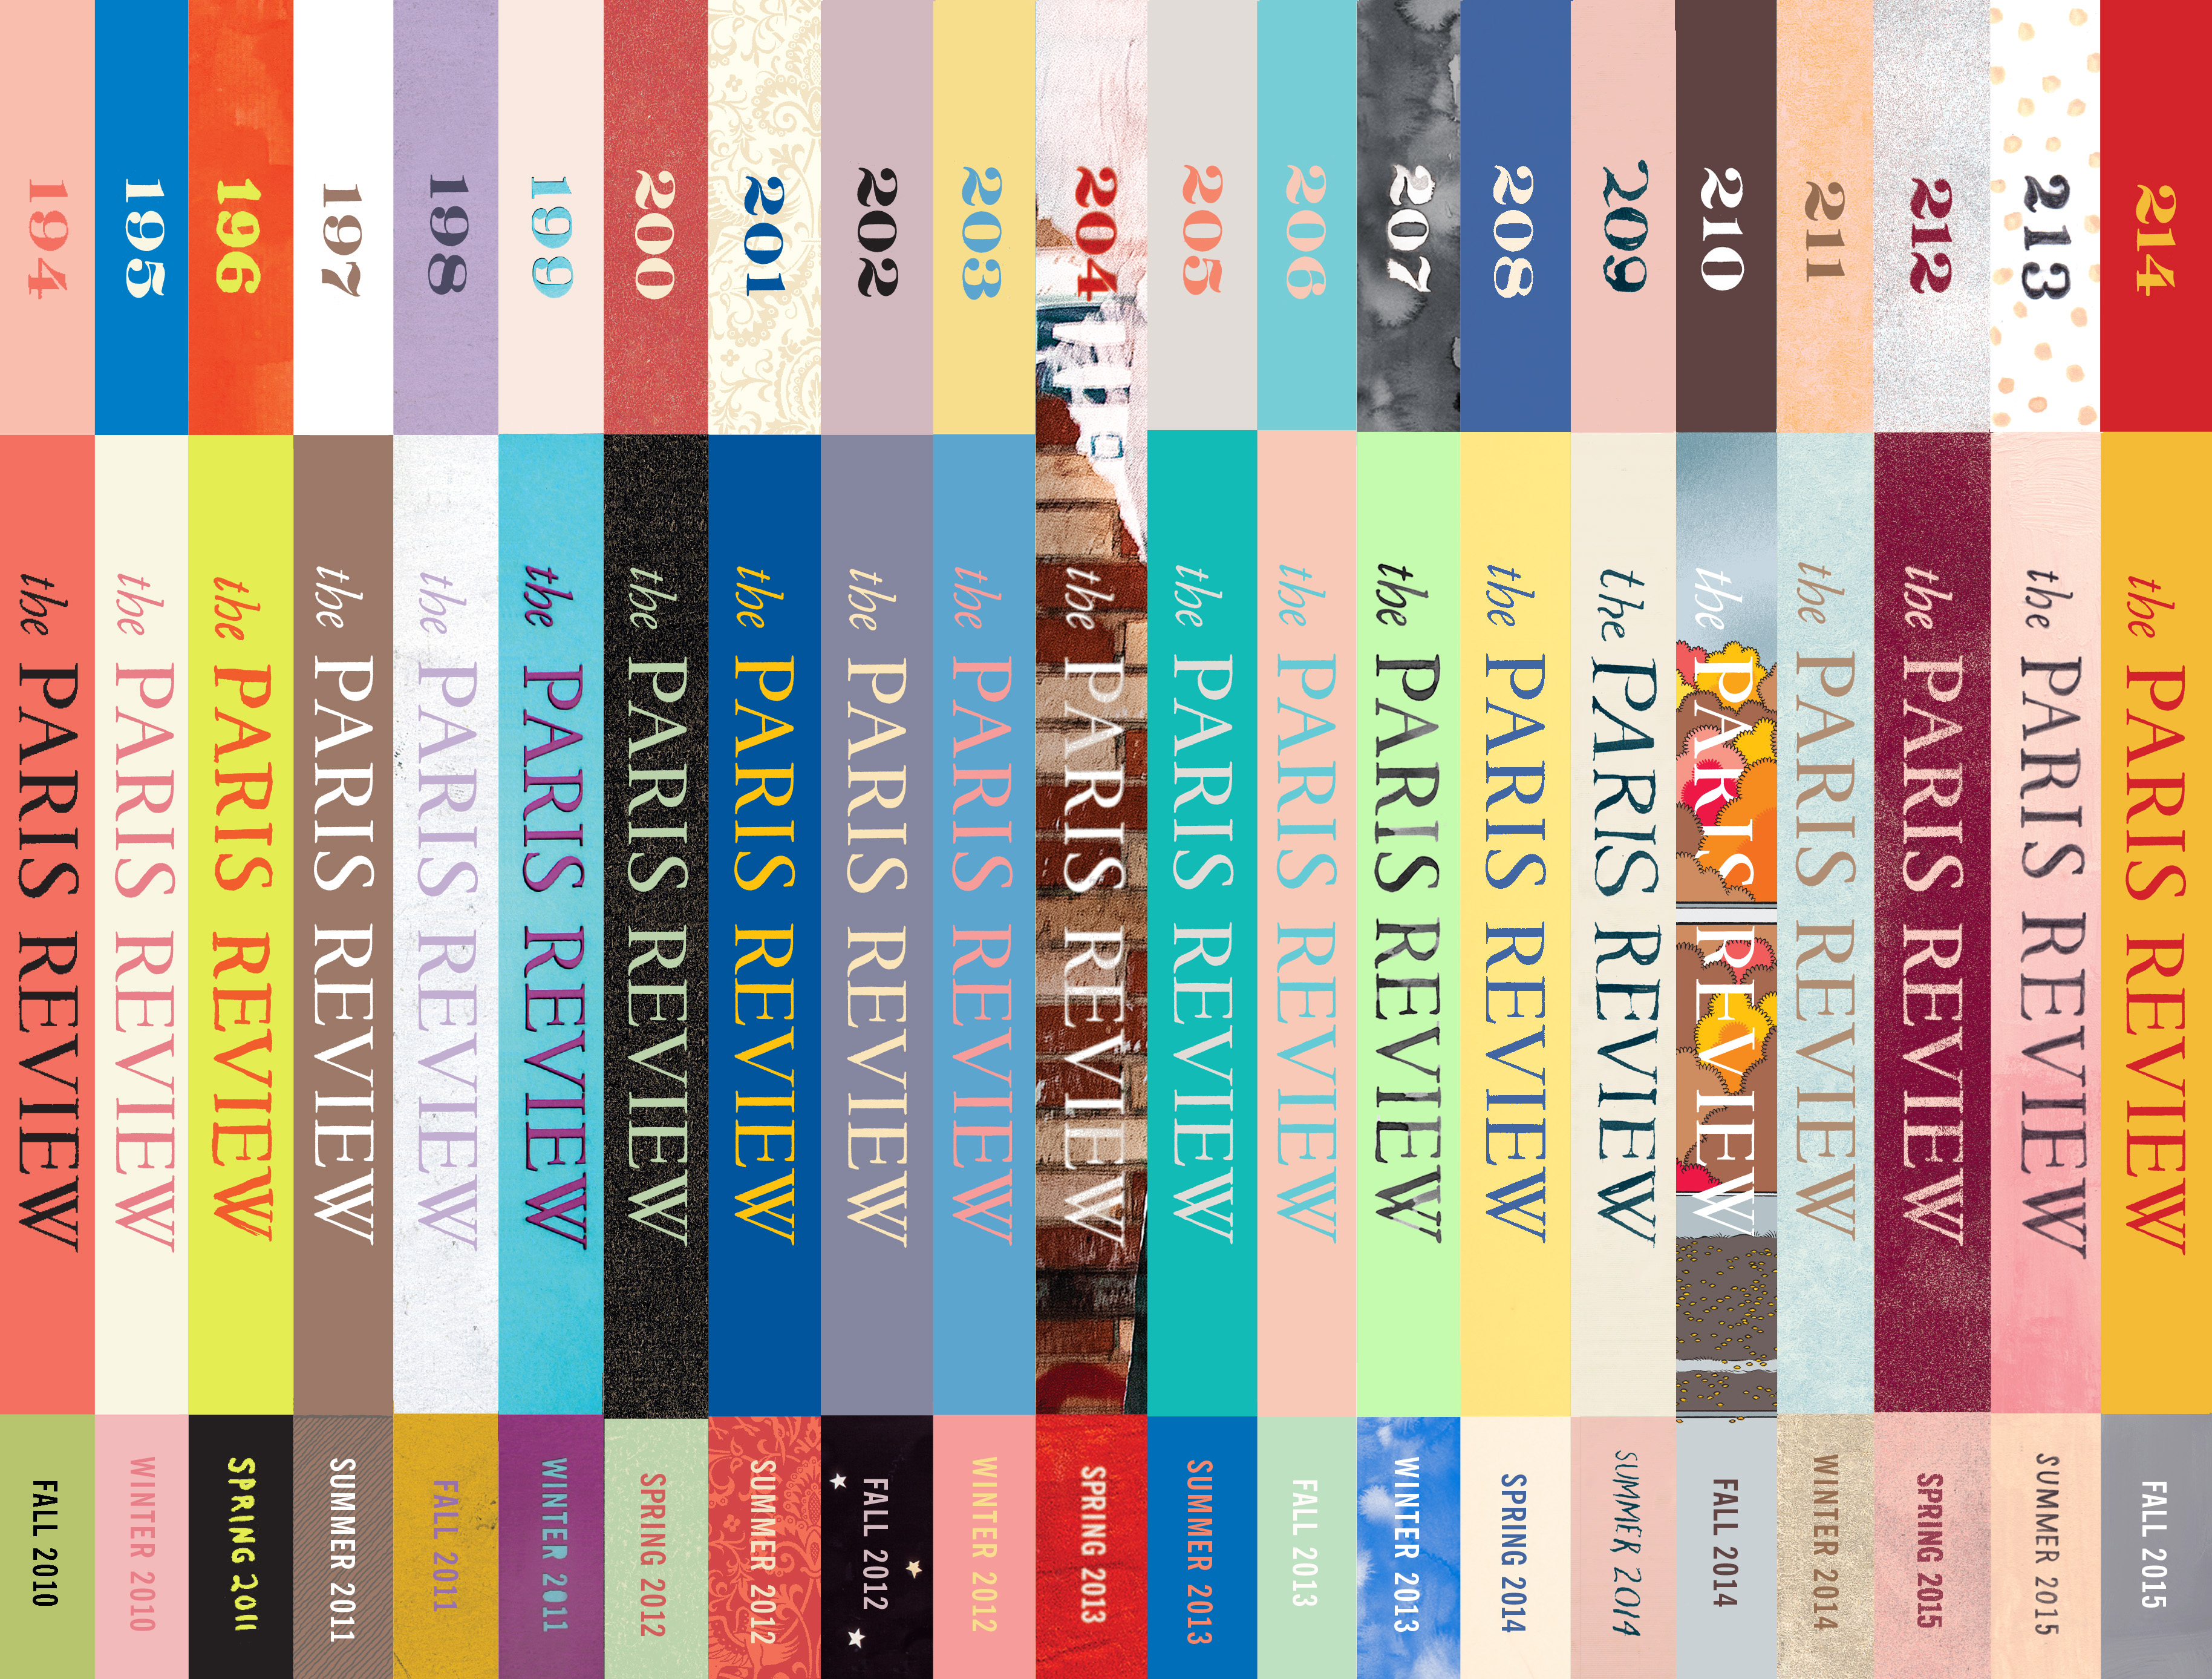 194 the PARIS REVIEW FALL 2010
195 the PARIS REVIEW WINTER 2010
196 the PARIS REVIEW SPRING 2011
197 the PARIS REVIEW SUMMER 2011
198 the PARIS REVIEW FALL 2011
199 the PARIS REVIEW WINTER 2011
200 the PARIS REVIEW SPRING 2012
201 the PARIS REVIEW SUMMER 2012
202 the PARIS REVIEW FALL 2012
203 the PARIS REVIEW WINTER 2012
204 the PARIS REVIEW SPRING 2013
205 the PARIS REVIEW SUMMER 2013
206 the PARIS REVIEW FALL 2013
207 the PARIS REVIEW WINTER 2013
208 the PARIS REVIEW SPRING 2014
209 the PARIS REVIEW SUMMER 2014
210 the PARIS REVIEW FALL 2014
211 the PARIS REVIEW WINTER 2014
212 the PARIS REVIEW SPRING 2015
213 the PARIS REVIEW SUMMER 2015
214 the PARIS REVIEW FALL 2015